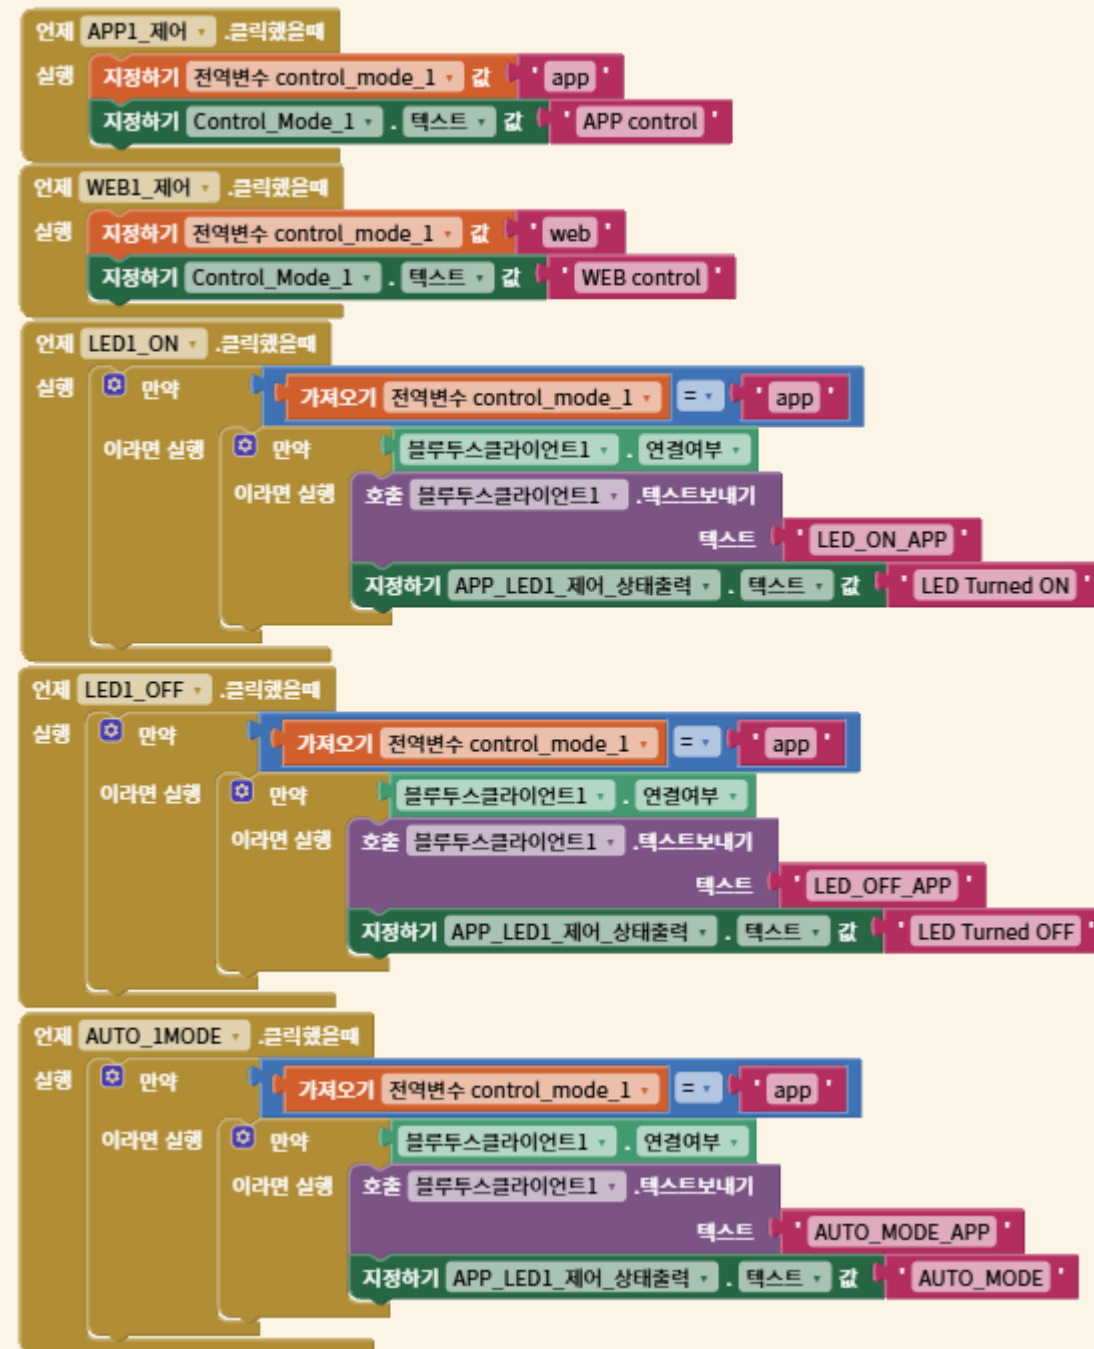 언제 APP1_제어 .클릭했을때
실행 지정하기 전역변수 control_mode_1 값 " app "
지정하기 Control_Mode_1 . 텍스트 값 " APP control "
언제 WEB1_제어 .클릭했을때
실행 지정하기 전역변수 control_mode_1 값 " web "
지정하기 Control_Mode_1 . 텍스트 값 " WEB control "
언제 LED1_ON .클릭했을때
실행 만약 가져오기 전역변수 control_mode_1 = " app "
이라면 실행 만약 블루투스클라이언트1 . 연결여부
이라면 실행 호출 블루투스클라이언트1 .텍스트보내기
텍스트 " LED_ON_APP "
지정하기 APP_LED1_제어_상태출력 . 텍스트 값 " LED Turned ON "
언제 LED1_OFF .클릭했을때
실행 만약 가져오기 전역변수 control_mode_1 = " app "
이라면 실행 만약 블루투스클라이언트1 . 연결여부
이라면 실행 호출 블루투스클라이언트1 .텍스트보내기
텍스트 " LED_OFF_APP "
지정하기 APP_LED1_제어_상태출력 . 텍스트 값 " LED Turned OFF "
언제 AUTO_1MODE .클릭했을때
실행 만약 가져오기 전역변수 control_mode_1 = " app "
이라면 실행 만약 블루투스클라이언트1 . 연결여부
이라면 실행 호출 블루투스클라이언트1 .텍스트보내기
텍스트 " AUTO_MODE_APP "
지정하기 APP_LED1_제어_상태출력 . 텍스트 값 " AUTO_MODE "